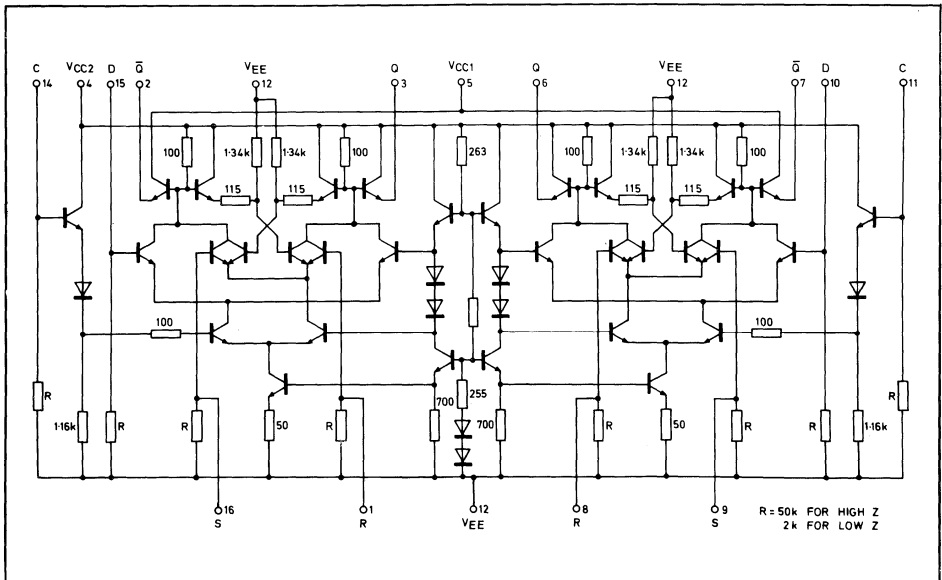 C VCC2 D Q̅ VEE Q VCC1 Q VEE Q̅ D C
14 4 15 2 12 3 5 6 12 7 10 11
100 1·34k 1·34k 100 263 100 1·34k 1·34k 100
115 115 115 115
100 100
R 1·16k R R 50 R 700 255 700 R 50 R R 1·16k R
16 1 12 8 9
S R VEE R S
R = 50k FOR HIGH Z
2k FOR LOW Z